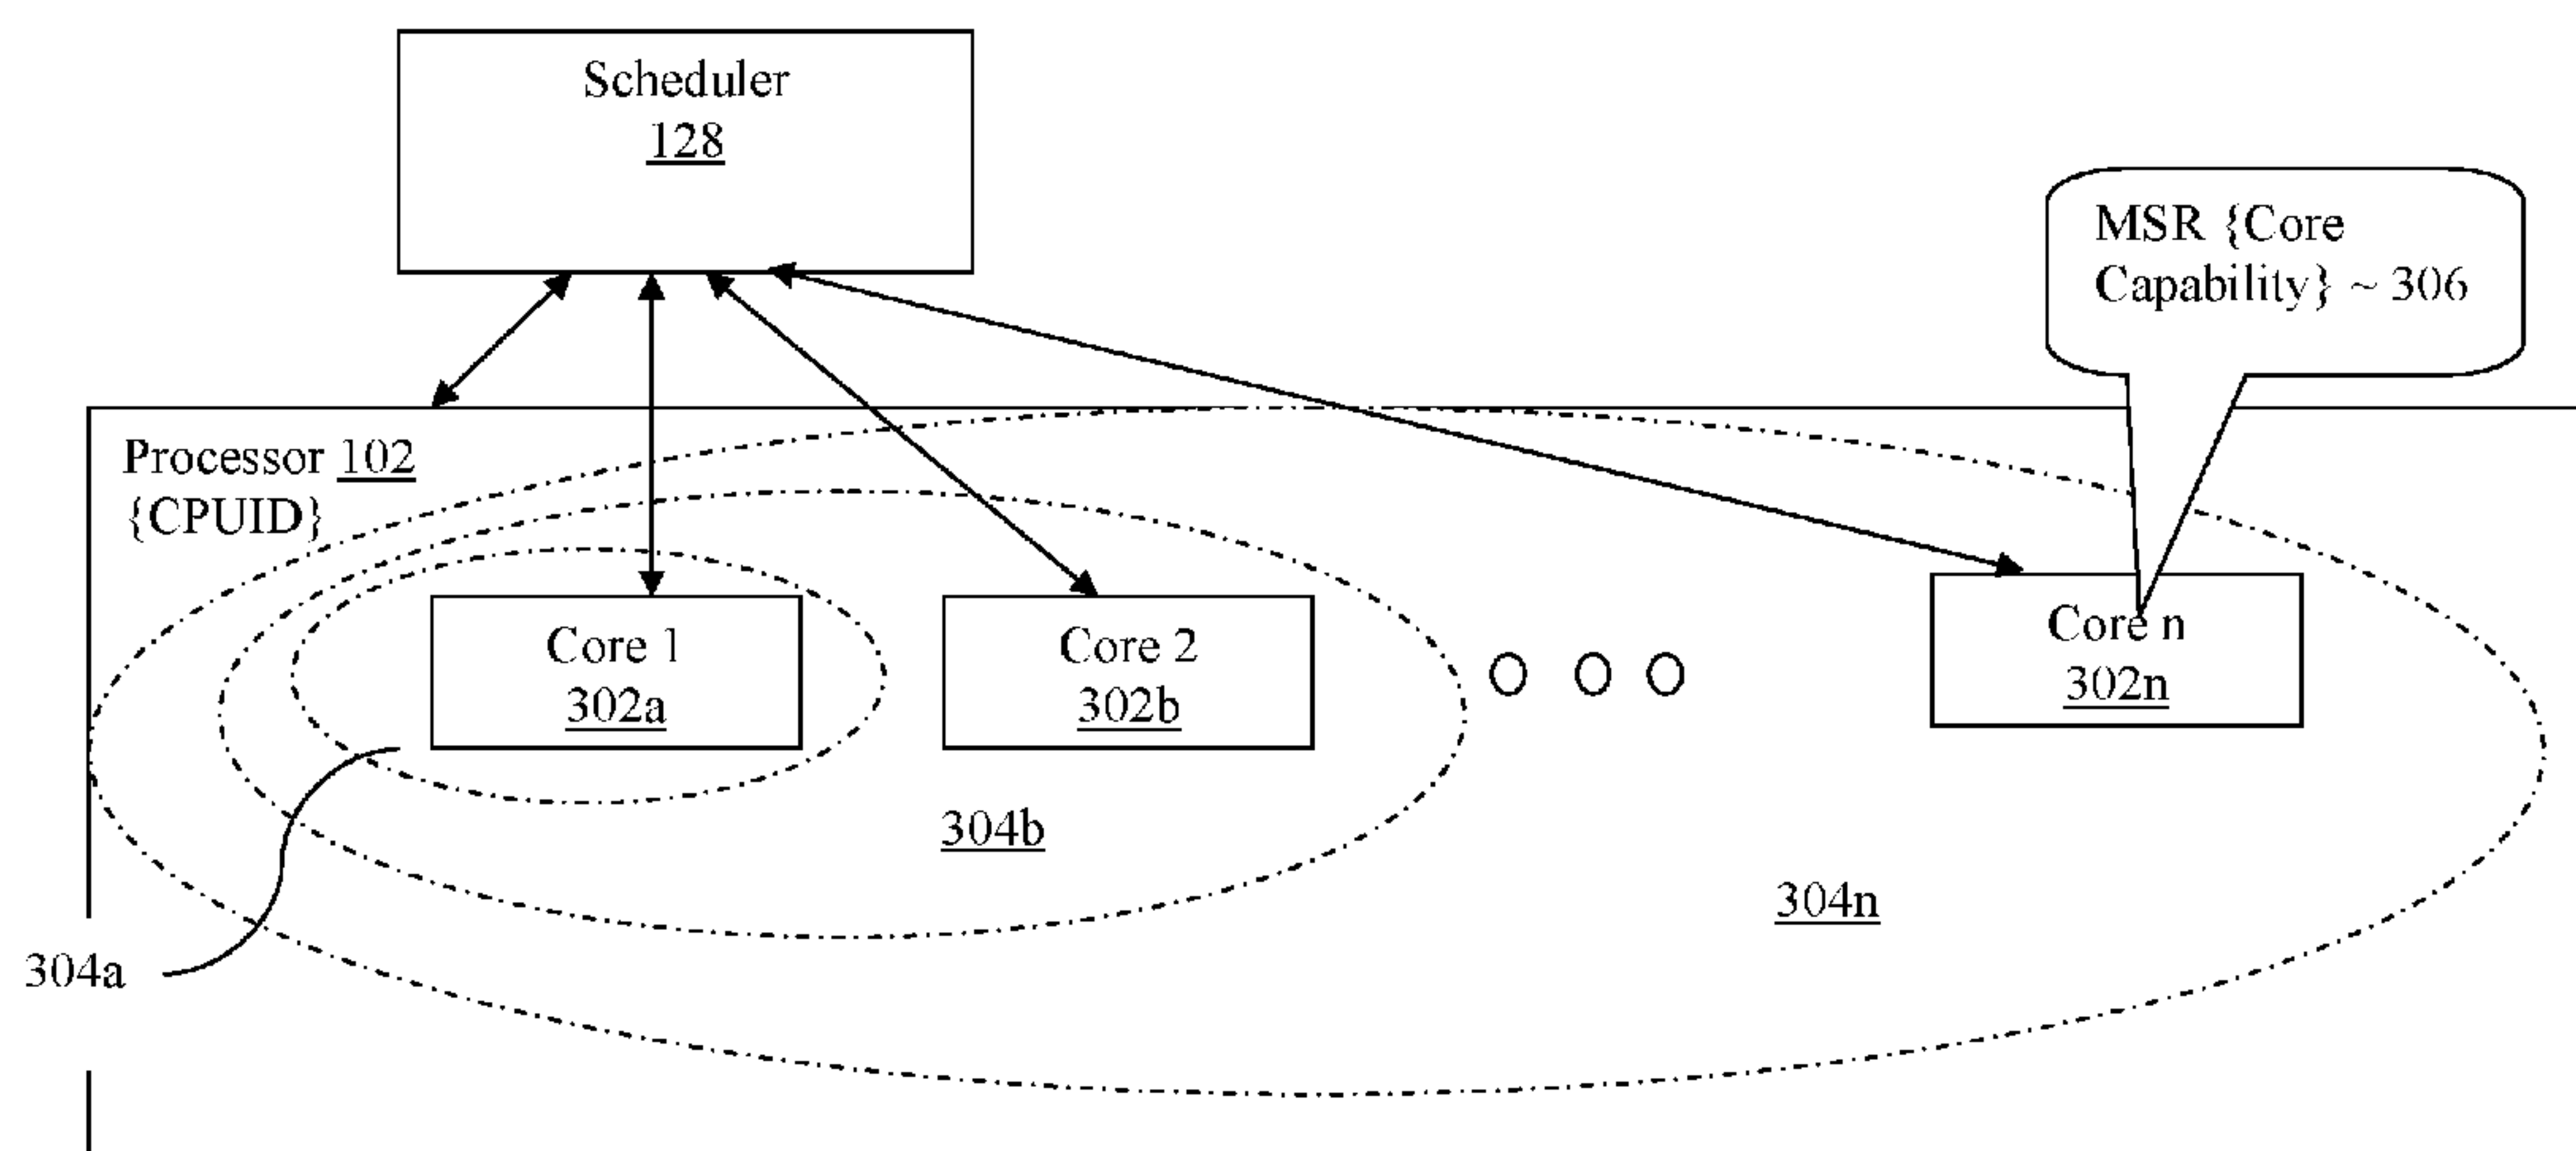 Scheduler
128
MSR {Core
Capability} ~ 306
Processor 102
{CPUID}
Core 1
302a
Core 2
302b
Core n
302n
304b
304n
304a